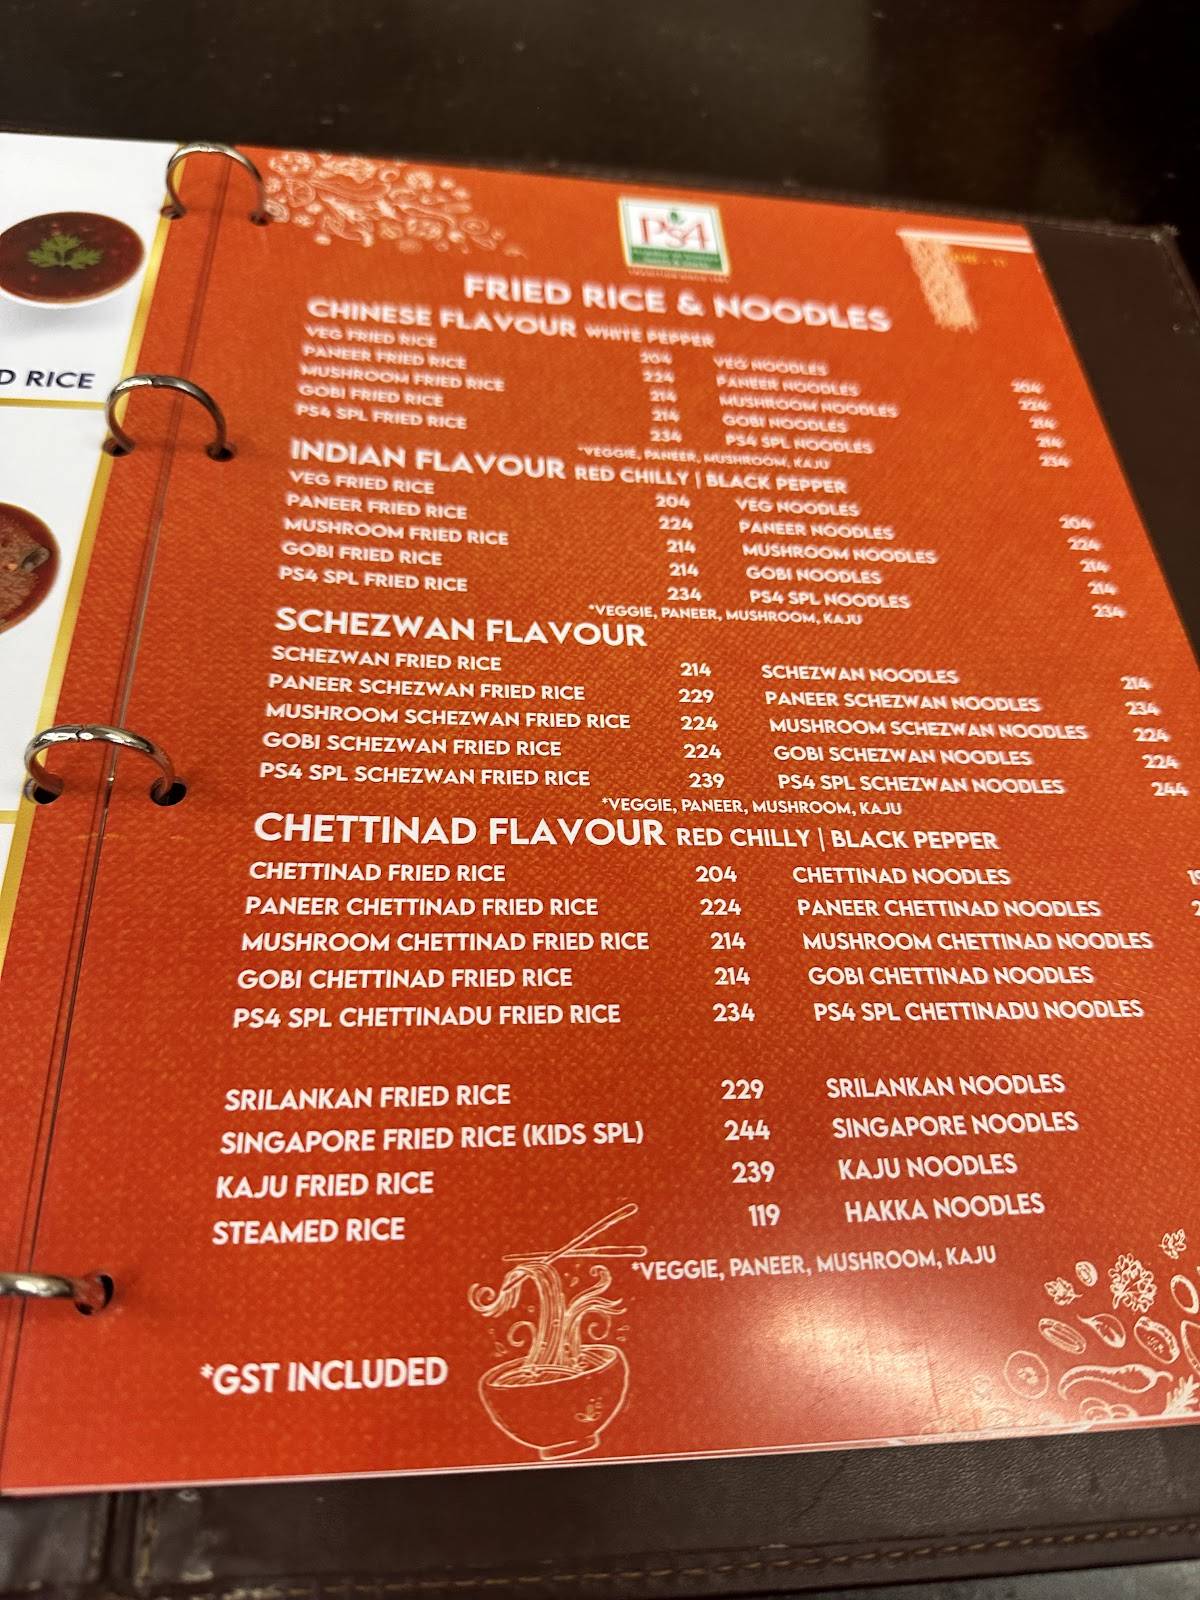 D RICE
PS4
FRIED RICE & NOODLES
CHINESE FLAVOUR WHITE PEPPER
VEG FRIED RICE 204 VEG NOODLES 204
PANEER FRIED RICE 224 PANEER NOODLES 224
MUSHROOM FRIED RICE 214 MUSHROOM NOODLES 214
GOBI FRIED RICE 214 GOBI NOODLES 214
PS4 SPL FRIED RICE 234 PS4 SPL NOODLES 234
*VEGGIE, PANEER, MUSHROOM, KAJU
INDIAN FLAVOUR RED CHILLY | BLACK PEPPER
VEG FRIED RICE 204 VEG NOODLES 204
PANEER FRIED RICE 224 PANEER NOODLES 224
MUSHROOM FRIED RICE 214 MUSHROOM NOODLES 214
GOBI FRIED RICE 214 GOBI NOODLES 214
PS4 SPL FRIED RICE 234 PS4 SPL NOODLES 234
*VEGGIE, PANEER, MUSHROOM, KAJU
SCHEZWAN FLAVOUR
SCHEZWAN FRIED RICE 214 SCHEZWAN NOODLES 214
PANEER SCHEZWAN FRIED RICE 229 PANEER SCHEZWAN NOODLES 234
MUSHROOM SCHEZWAN FRIED RICE 224 MUSHROOM SCHEZWAN NOODLES 224
GOBI SCHEZWAN FRIED RICE 224 GOBI SCHEZWAN NOODLES 224
PS4 SPL SCHEZWAN FRIED RICE 239 PS4 SPL SCHEZWAN NOODLES 244
*VEGGIE, PANEER, MUSHROOM, KAJU
CHETTINAD FLAVOUR RED CHILLY | BLACK PEPPER
CHETTINAD FRIED RICE 204 CHETTINAD NOODLES
PANEER CHETTINAD FRIED RICE 224 PANEER CHETTINAD NOODLES
MUSHROOM CHETTINAD FRIED RICE 214 MUSHROOM CHETTINAD NOODLES
GOBI CHETTINAD FRIED RICE 214 GOBI CHETTINAD NOODLES
PS4 SPL CHETTINADU FRIED RICE 234 PS4 SPL CHETTINADU NOODLES
SRILANKAN FRIED RICE 229 SRILANKAN NOODLES
SINGAPORE FRIED RICE (KIDS SPL) 244 SINGAPORE NOODLES
KAJU FRIED RICE 239 KAJU NOODLES
STEAMED RICE 119 HAKKA NOODLES
*VEGGIE, PANEER, MUSHROOM, KAJU
*GST INCLUDED